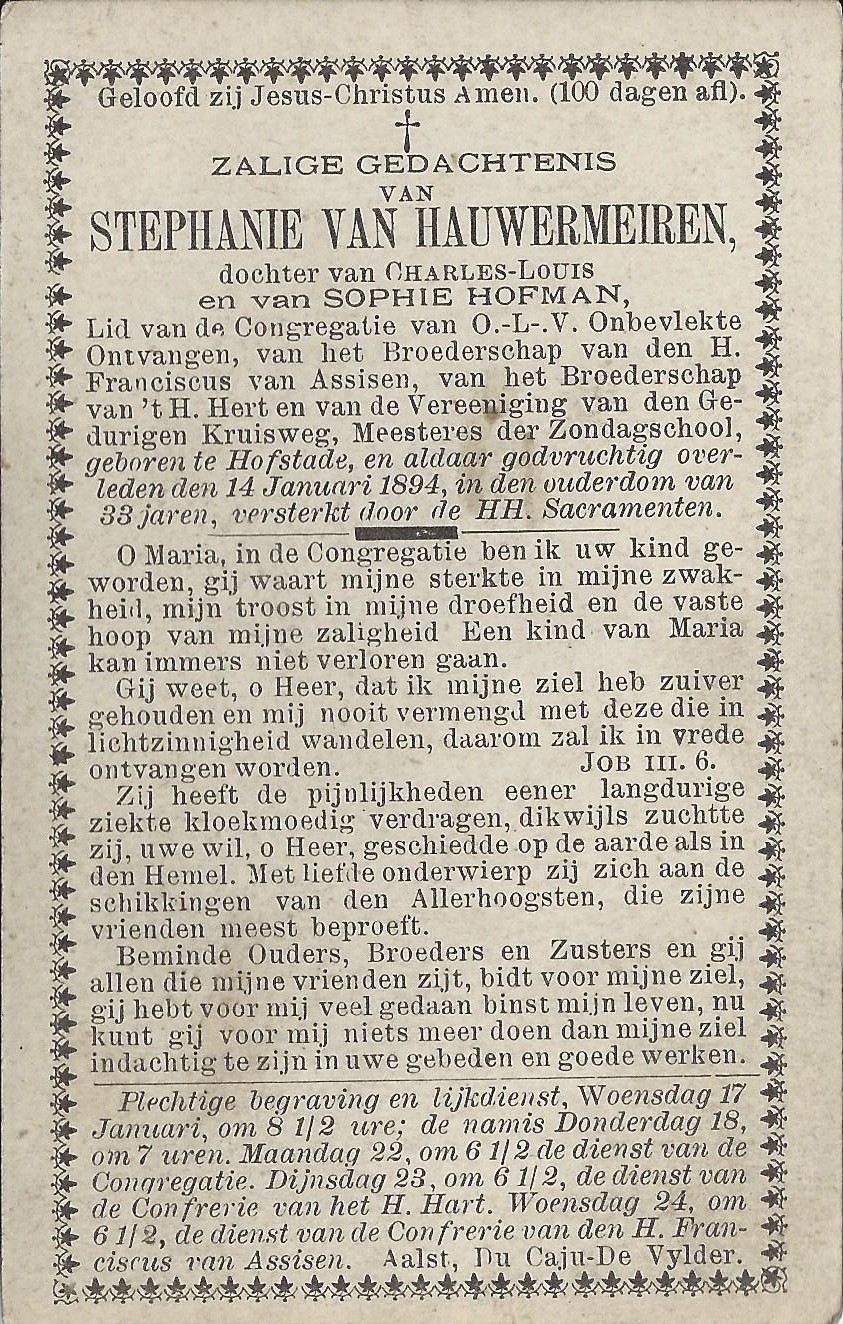 Geloofd zij Jesus-Christus Amen. (100 dagen afl).
ZALIGE GEDACHTENIS
VAN
STEPHANIE VAN HAUWERMEIREN,
dochter van CHARLES-LOUIS
en van SOPHIE HOFMAN,
Lid van de Congregatie van O.-L-.V. Onbevlekte
Ontvangen, van het Broederschap van den H.
Franciscus van Assisen, van het Broederschap
van 't H. Hert en van de Vereeniging van den Ge-
durigen Kruisweg, Meesteres der Zondagschool,
geboren te Hofstade, en aldaar godvruchtig over-
leden den 14 Januari 1894, in den ouderdom van
33 jaren, versterkt door de HH. Sacramenten.
O Maria, in de Congregatie ben ik uw kind ge-
worden, gij waart mijne sterkte in mijne zwak-
heid, mijn troost in mijne droefheid en de vaste
hoop van mijne zaligheid Een kind van Maria
kan immers niet verloren gaan.
Gij weet, o Heer, dat ik mijne ziel heb zuiver
gehouden en mij nooit vermengd met deze die in
lichtzinnigheid wandelen, daarom zal ik in vrede
ontvangen worden. JOB III. 6.
Zij heeft de pijnlijkheden eener langdurige
ziekte kloekmoedig verdragen, dikwijls zuchtte
zij, uwe wil, o Heer, geschiedde op de aarde als in
den Hemel. Met liefde onderwierp zij zich aan de
schikkingen van den Allerhoogsten, die zijne
vrienden meest beproeft.
Beminde Ouders, Broeders en Zusters en gij
allen die mijne vrienden zijt, bidt voor mijne ziel,
gij hebt voor mij veel gedaan binst mijn leven, nu
kunt gij voor mij niets meer doen dan mijne ziel
indachtig te zijn in uwe gebeden en goede werken.
Plechtige begraving en lijkdienst, Woensdag 17
Januari, om 8 1/2 ure; de namis Donderdag 18,
om 7 uren. Maandag 22, om 6 1/2 de dienst van de
Congregatie. Dijnsdag 23, om 6 1/2, de dienst van
de Confrerie van het H. Hart. Woensdag 24, om
6 1/2, de dienst van de Confrerie van den H. Fran-
ciscus van Assisen. Aalst, Du Caju-De Vylder.